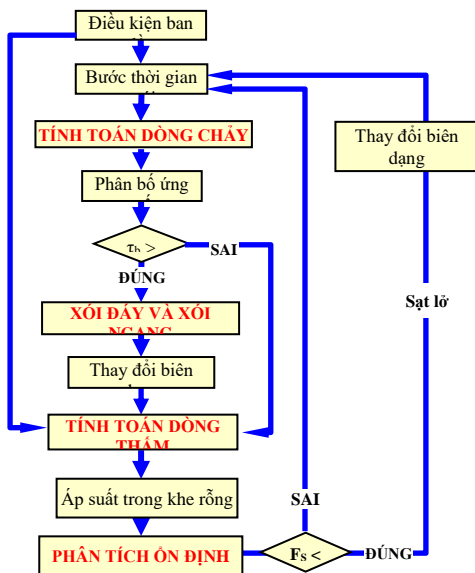 Điều kiện ban
Bước thời gian
TÍNH TOÁN DÒNG CHẢY
Thay đổi biên
dạng
Phân bố ứng
τb >
SAI
ĐÚNG
XÓI ĐÁY VÀ XÓI
NGANG
Sạt lở
Thay đổi biên
TÍNH TOÁN DÒNG
THẤM
Áp suất trong khe rỗng
SAI
PHÂN TÍCH ỔN ĐỊNH
FS <
ĐÚNG